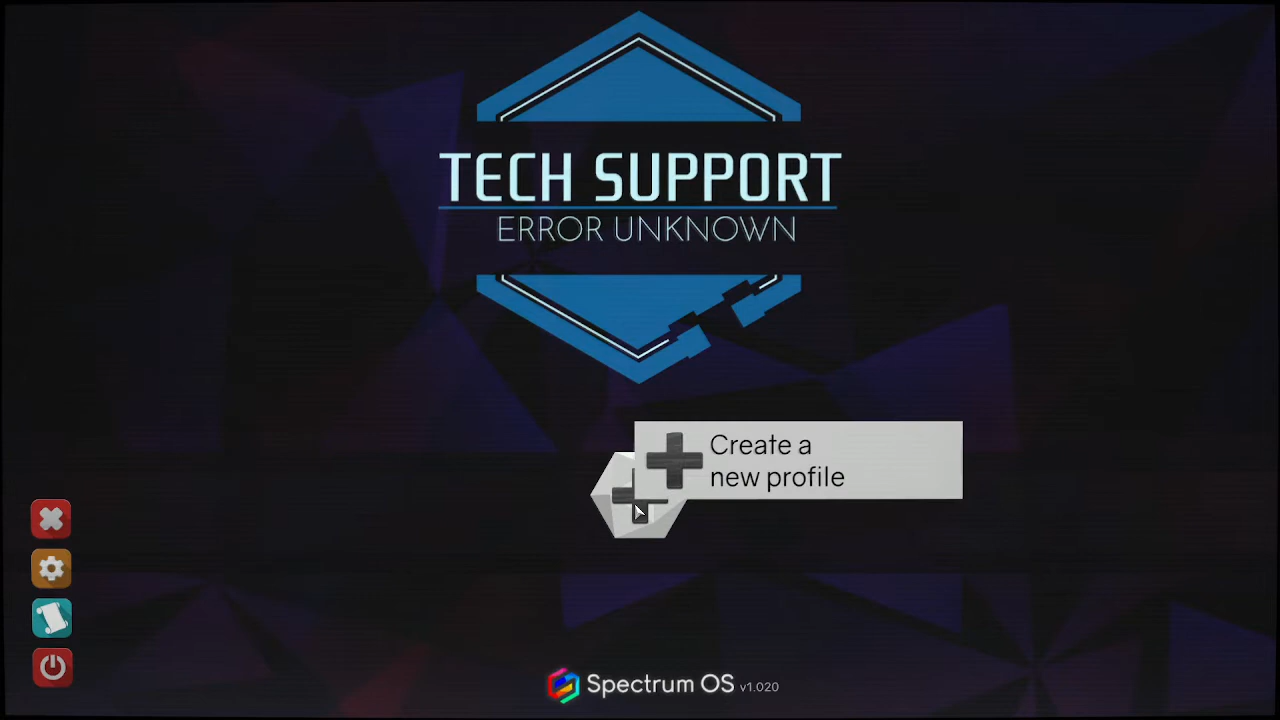 TECH SUPPORT
ERROR UNKNOWN
Create a
new profile
Spectrum OS v1.020